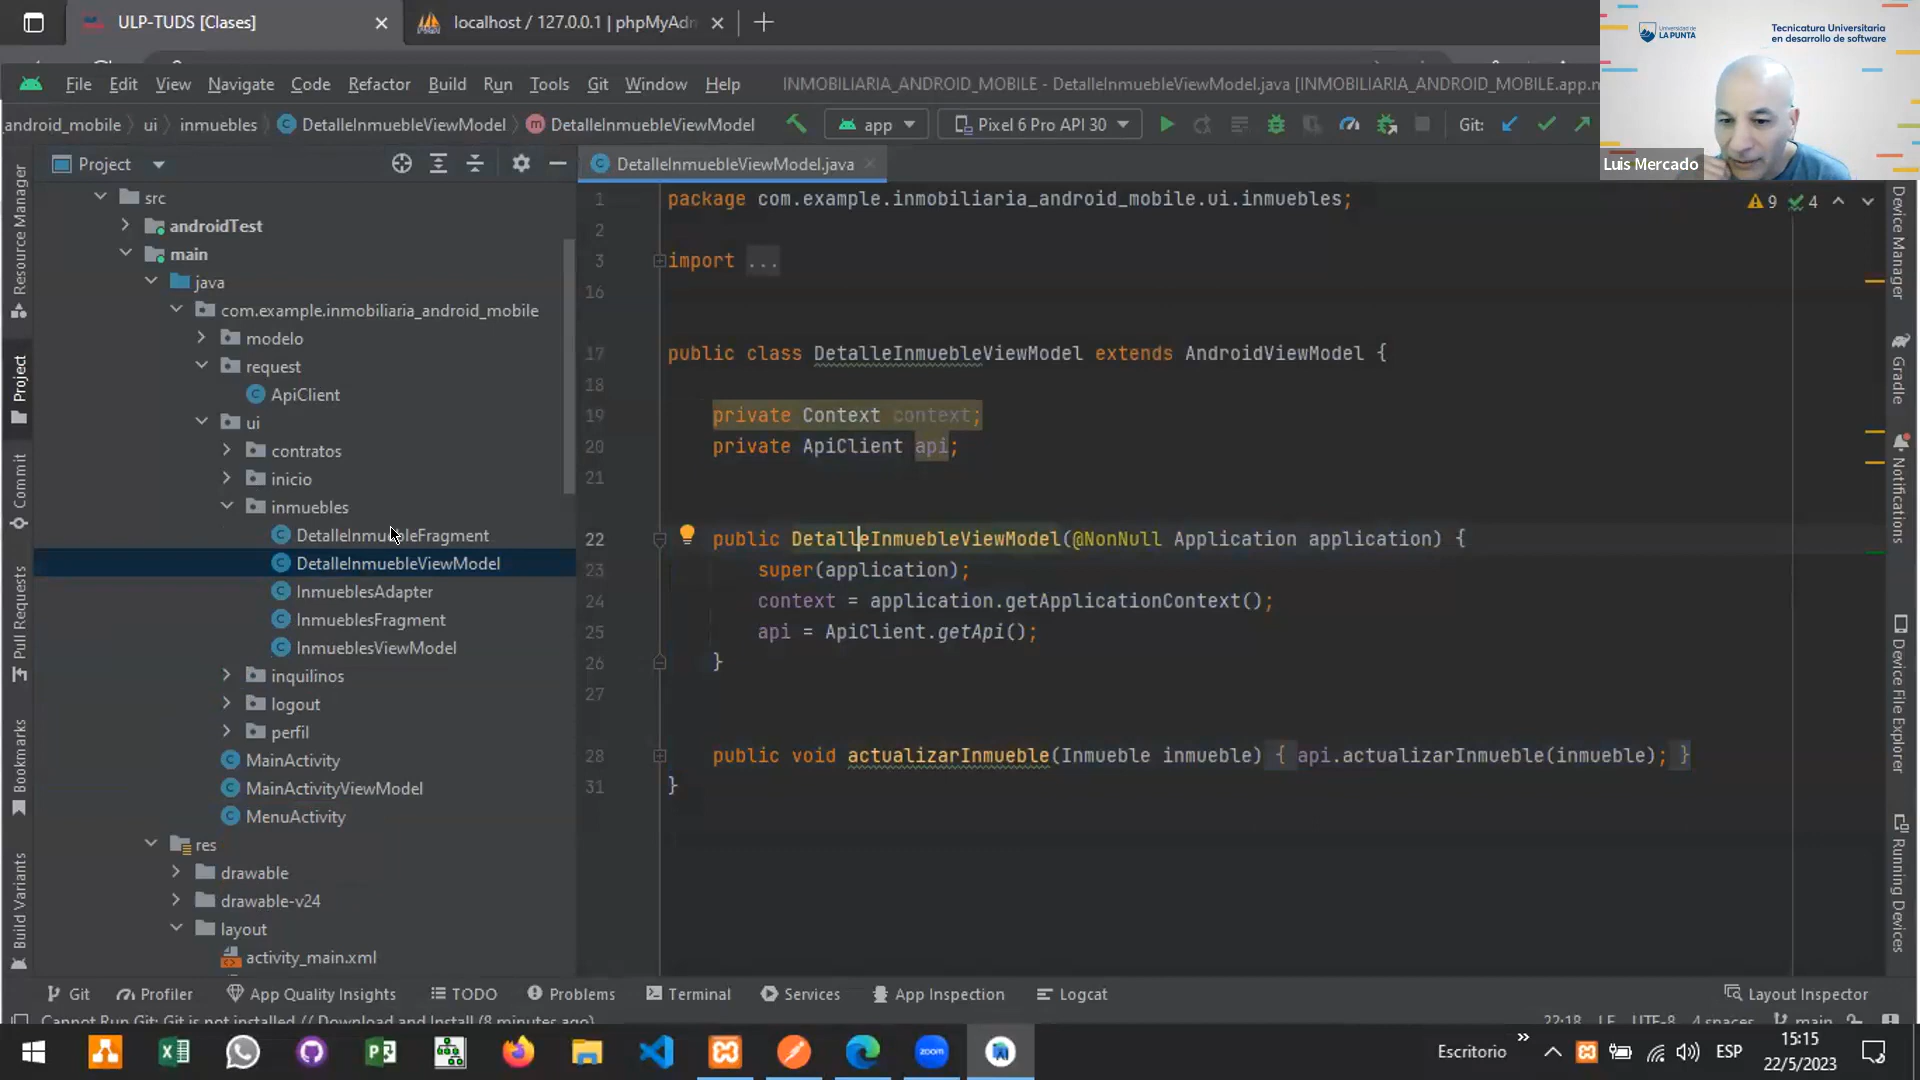 ULP-TUDS [Clases]
localhost / 127.0.0.1 | phpMyAdm
Universidad de
LA PUNTA
Tecnicatura Universitaria
en desarrollo de software
Luis Mercado
File Edit View Navigate Code Refactor Build Run Tools Git Window Help
INMOBILIARIA_ANDROID_MOBILE - DetalleInmuebleViewModel.java [INMOBILIARIA_ANDROID_MOBILE.app.m
android_mobile ui inmuebles DetalleInmuebleViewModel DetalleInmuebleViewModel
app
Pixel 6 Pro API 30
Git:
Project
DetalleInmuebleViewModel.java
Resource Manager
Project
Commit
Pull Requests
Bookmarks
Build Variants
src
androidTest
main
java
com.example.inmobiliaria_android_mobile
modelo
request
ApiClient
ui
contratos
inicio
inmuebles
DetalleInmuebleFragment
DetalleInmuebleViewModel
InmueblesAdapter
InmueblesFragment
InmueblesViewModel
inquilinos
logout
perfil
MainActivity
MainActivityViewModel
MenuActivity
res
drawable
drawable-v24
layout
activity_main.xml
9 4
1 package com.example.inmobiliaria_android_mobile.ui.inmuebles;
2
3 import ...
16
17 public class DetalleInmuebleViewModel extends AndroidViewModel {
18
19 private Context context;
20 private ApiClient api;
21
22 public DetalleInmuebleViewModel(@NonNull Application application) {
23 super(application);
24 context = application.getApplicationContext();
25 api = ApiClient.getApi();
26 }
27
28 public void actualizarInmueble(Inmueble inmueble) { api.actualizarInmueble(inmueble); }
31 }
Device Manager
Gradle
Notifications
Device File Explorer
Running Devices
Git Profiler App Quality Insights TODO Problems Terminal Services App Inspection Logcat Layout Inspector
Cannot Run Git: Git is not installed // Download and Install (8 minutes ago)
22:18 LF UTF-8 4 spaces main
zoom
Escritorio
ESP
15:15
22/5/2023